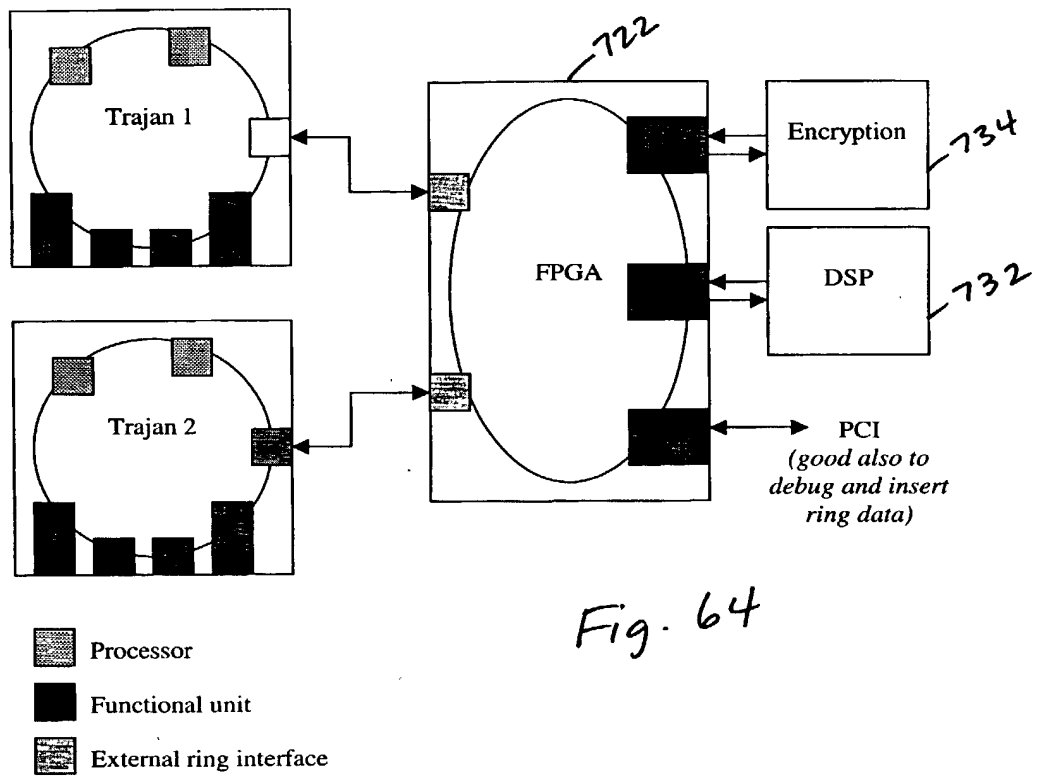 722
Trajan 1
Encryption
734
FPGA
DSP
732
Trajan 2
PCI
(good also to
debug and insert
ring data)
Fig. 64
Processor
Functional unit
External ring interface